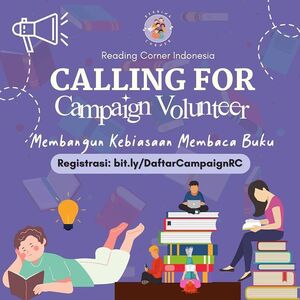 Reading Corner Indonesia
CALLING FOR
Campaign Volunteer
Membangun Kebiasaan Membaca Buku
Registrasi: bit.ly/DaftarCampaignRC